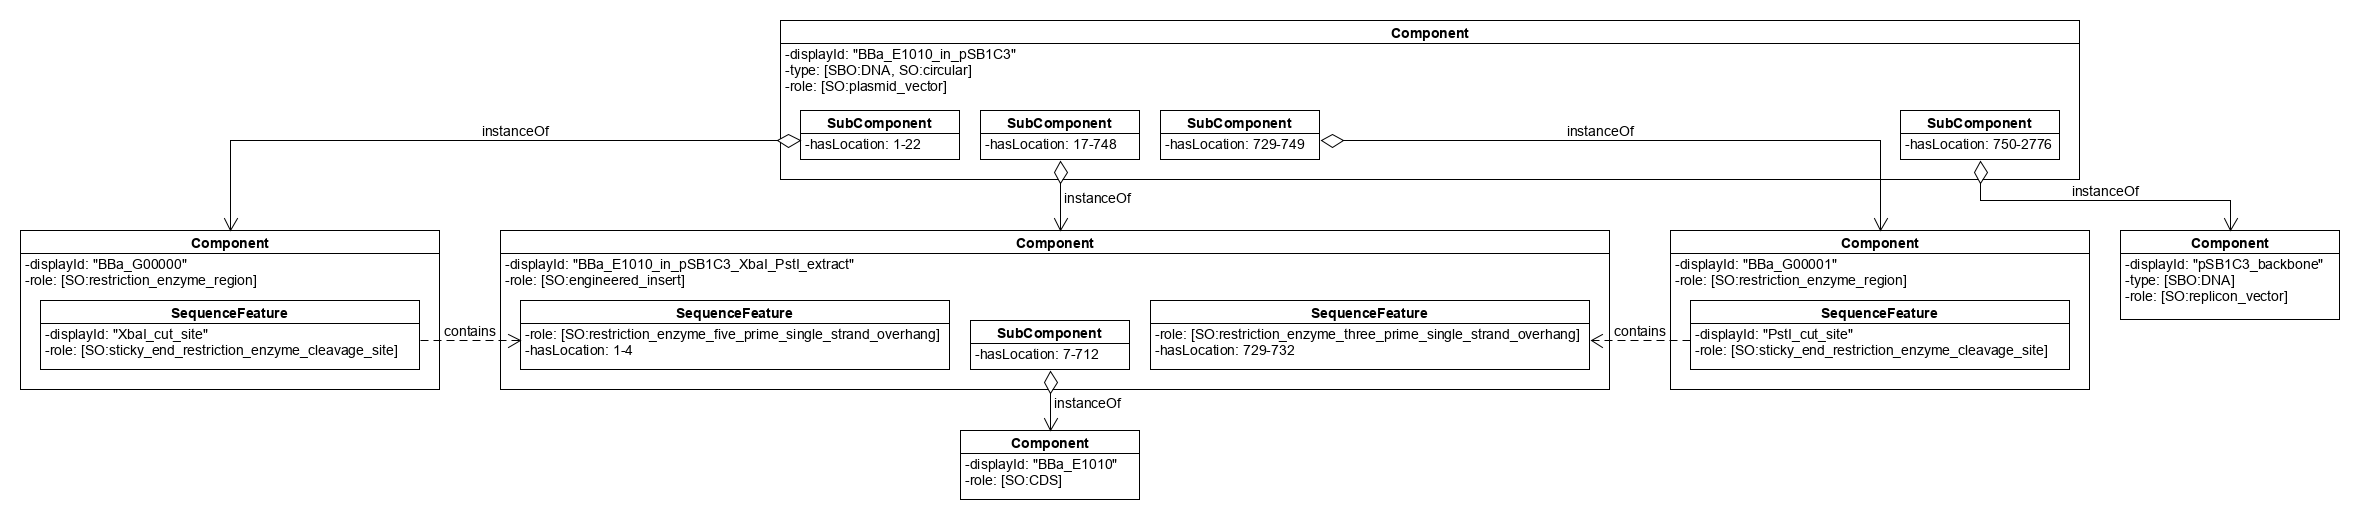 Component
-displayId: "BBa_E1010_in_pSB1C3"
-type: [SBO:DNA, SO:circular]
-role: [SO:plasmid_vector]
SubComponent
-hasLocation: 1-22
SubComponent
-hasLocation: 17-748
SubComponent
-hasLocation: 729-749
SubComponent
-hasLocation: 750-2776
instanceOf
instanceOf
instanceOf
instanceOf
Component
-displayId: "BBa_G00000"
-role: [SO:restriction_enzyme_region]
SequenceFeature
-displayId: "XbaI_cut_site"
-role: [SO:sticky_end_restriction_enzyme_cleavage_site]
contains
Component
-displayId: "BBa_E1010_in_pSB1C3_XbaI_PstI_extract"
-role: [SO:engineered_insert]
SequenceFeature
-role: [SO:restriction_enzyme_five_prime_single_strand_overhang]
-hasLocation: 1-4
SubComponent
-hasLocation: 7-712
SequenceFeature
-role: [SO:restriction_enzyme_three_prime_single_strand_overhang]
-hasLocation: 729-732
contains
Component
-displayId: "BBa_G00001"
-role: [SO:restriction_enzyme_region]
SequenceFeature
-displayId: "PstI_cut_site"
-role: [SO:sticky_end_restriction_enzyme_cleavage_site]
Component
-displayId: "pSB1C3_backbone"
-type: [SBO:DNA]
-role: [SO:replicon_vector]
instanceOf
Component
-displayId: "BBa_E1010"
-role: [SO:CDS]